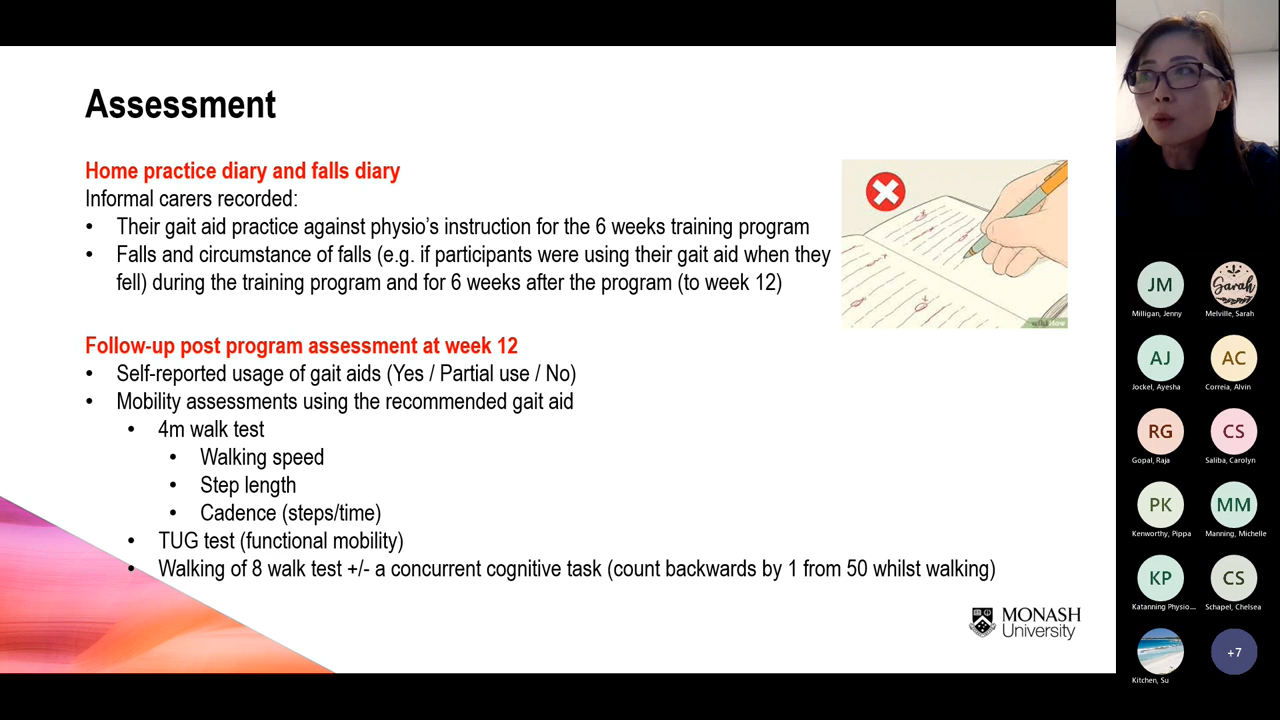 Assessment
Home practice diary and falls diary
Informal carers recorded:
• Their gait aid practice against physio's instruction for the 6 weeks training program
• Falls and circumstance of falls (e.g. if participants were using their gait aid when they
fell) during the training program and for 6 weeks after the program (to week 12)
Follow-up post program assessment at week 12
• Self-reported usage of gait aids (Yes / Partial use / No)
• Mobility assessments using the recommended gait aid
• 4m walk test
• Walking speed
• Step length
• Cadence (steps/time)
• TUG test (functional mobility)
• Walking of 8 walk test +/- a concurrent cognitive task (count backwards by 1 from 50 whilst walking)
wikiHow
MONASH
University
JM
Milligan, Jenny
Sarah
Melville, Sarah
AJ
Jockel, Ayesha
AC
Correia, Alvin
RG
Gopal, Raja
CS
Saliba, Carolyn
PK
Kenworthy, Pippa
MM
Manning, Michelle
KP
Katanning Physio...
CS
Schapel, Chelsea
Kitchen, Su
+7